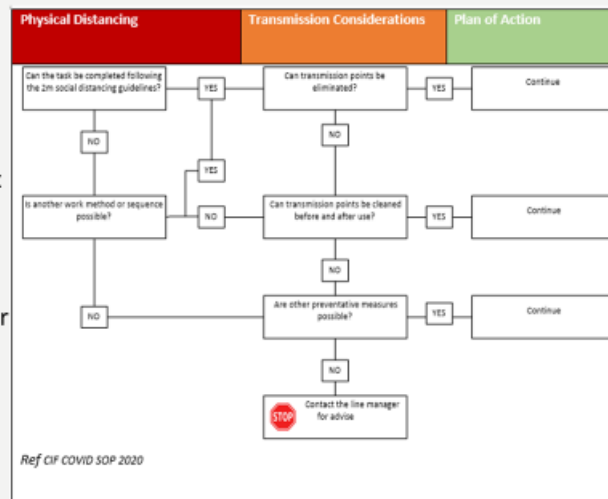 Physical Distancing
Transmission Considerations
Plan of Action
Can the task be completed following
the 2m social distancing guidelines?
YES
Can transmission points be
eliminated?
YES
Continue
NO
NO
YES
Is another work method or sequence
possible?
NO
Can transmission points be cleaned
before and after use?
YES
Continue
NO
r
NO
Are other preventative measures
possible?
YES
Continue
NO
STOP
Contact the line manager
for advise
Ref CIF COVID SOP 2020